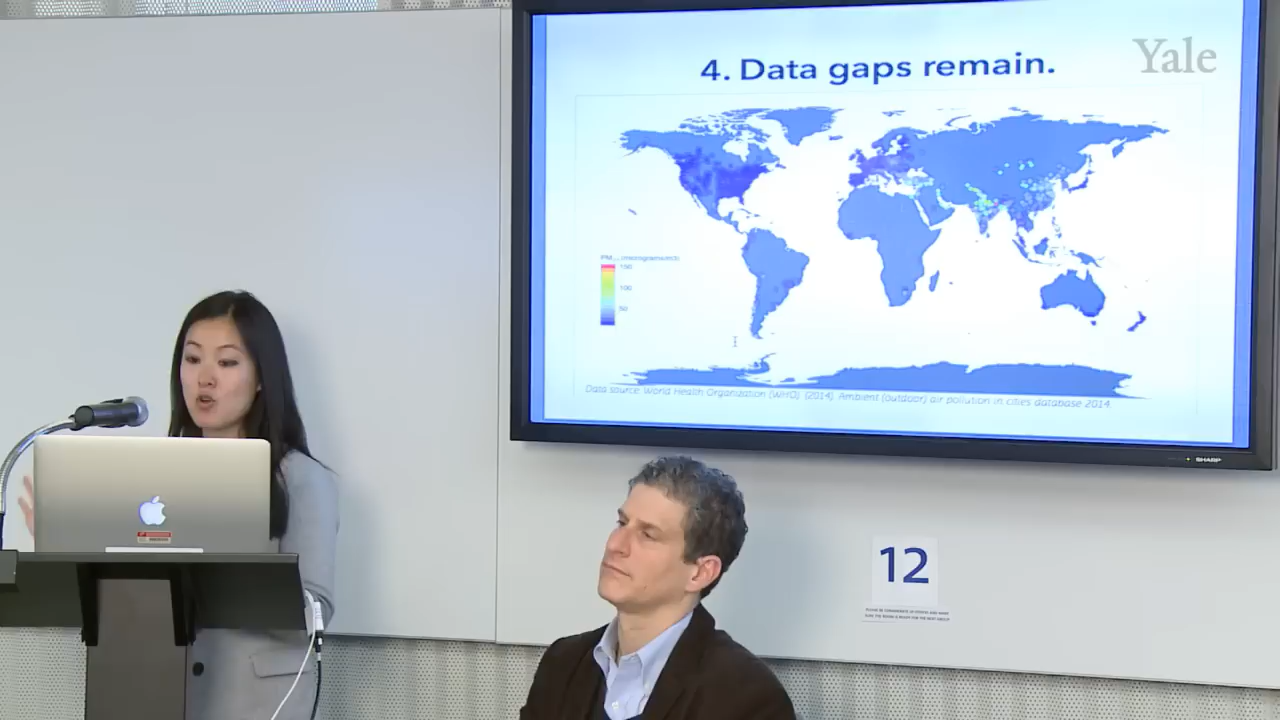 4. Data gaps remain.
Yale
150
100
50
Data source: World Health Organization (WHO). (2014). Ambient (outdoor) air pollution in cities database 2014.
SHARP
12